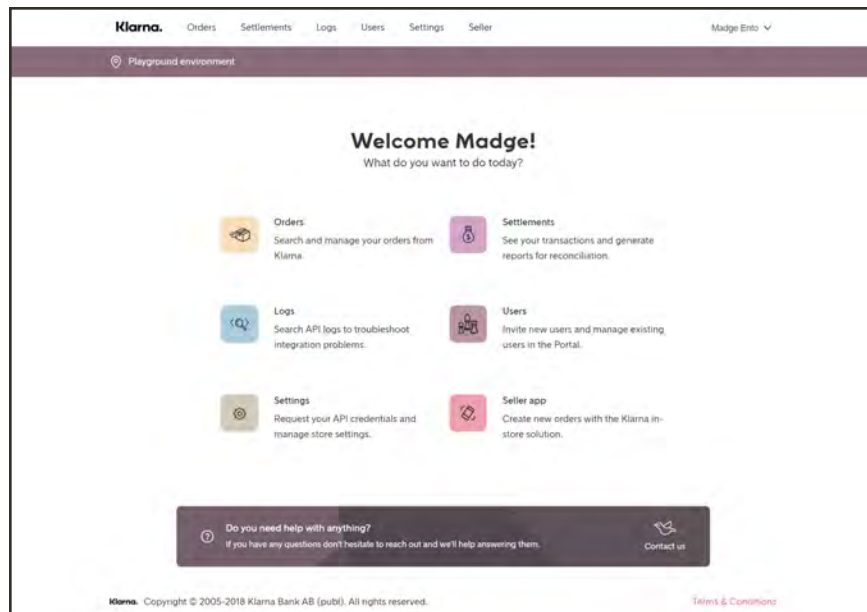 Klarna. Orders Settlements Logs Users Settings Seller Madge Ento
Playground environment
Welcome Madge!
What do you want to do today?
Orders
Search and manage your orders from
Klarna.
Settlements
See your transactions and generate
reports for reconciliation.
Logs
Search API logs to troubleshoot
integration problems.
Users
Invite new users and manage existing
users in the Portal.
Settings
Request your API credentials and
manage store settings.
Seller app
Create new orders with the Klarna in-
store solution.
Do you need help with anything?
If you have any questions don't hesitate to reach out and we'll help answering them.
Contact us
Klarna. Copyright © 2005-2018 Klarna Bank AB (publ). All rights reserved. Terms & Conditions